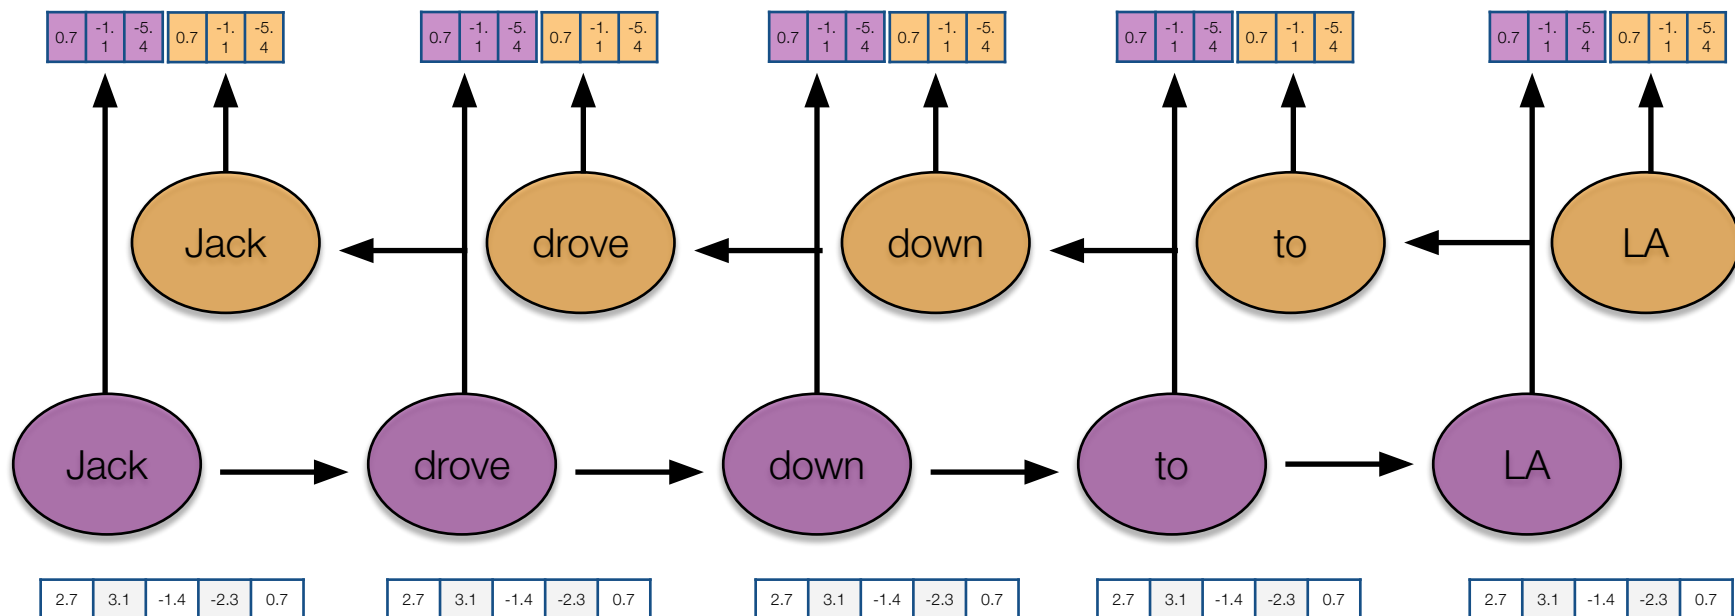 0.7 -1.1 -5.4 0.7 -1.1 -5.4 0.7 -1.1 -5.4 0.7 -1.1 -5.4 0.7 -1.1 -5.4 0.7 -1.1 -5.4 0.7 -1.1 -5.4 0.7 -1.1 -5.4 0.7 -1.1 -5.4 0.7 -1.1 -5.4
Jack drove down to LA
Jack drove down to LA
2.7 3.1 -1.4 -2.3 0.7 2.7 3.1 -1.4 -2.3 0.7 2.7 3.1 -1.4 -2.3 0.7 2.7 3.1 -1.4 -2.3 0.7 2.7 3.1 -1.4 -2.3 0.7